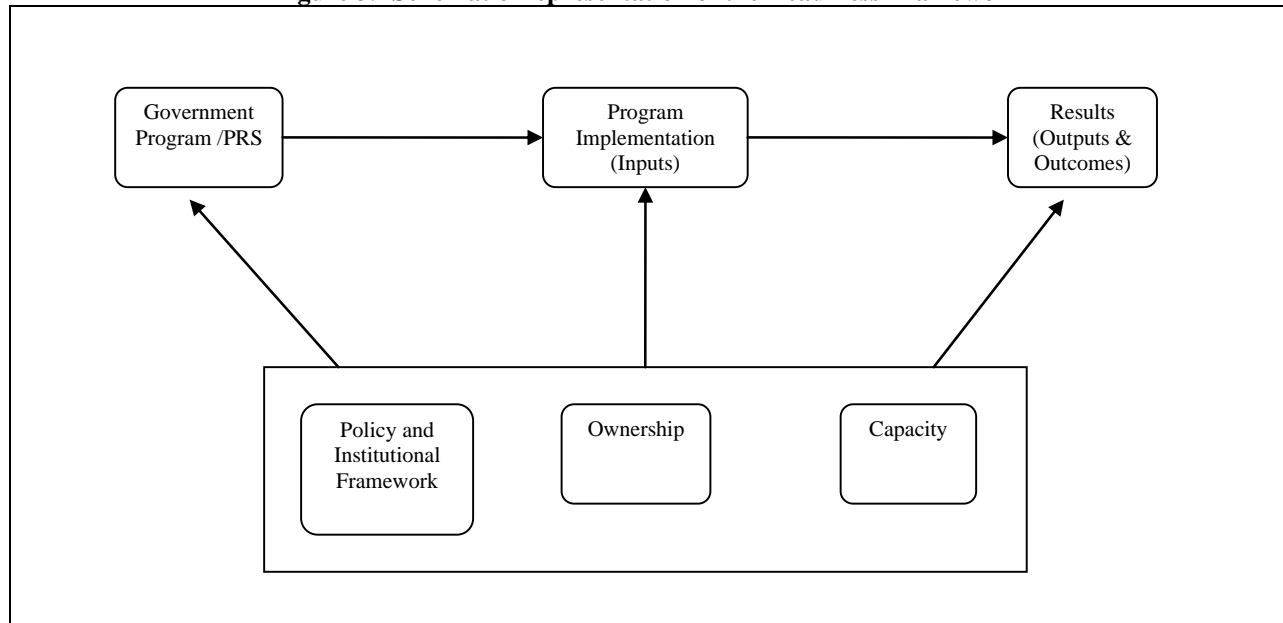 Government
Program /PRS
Program
Implementation
(Inputs)
Results
(Outputs &
Outcomes)
Policy and
Institutional
Framework
Ownership
Capacity